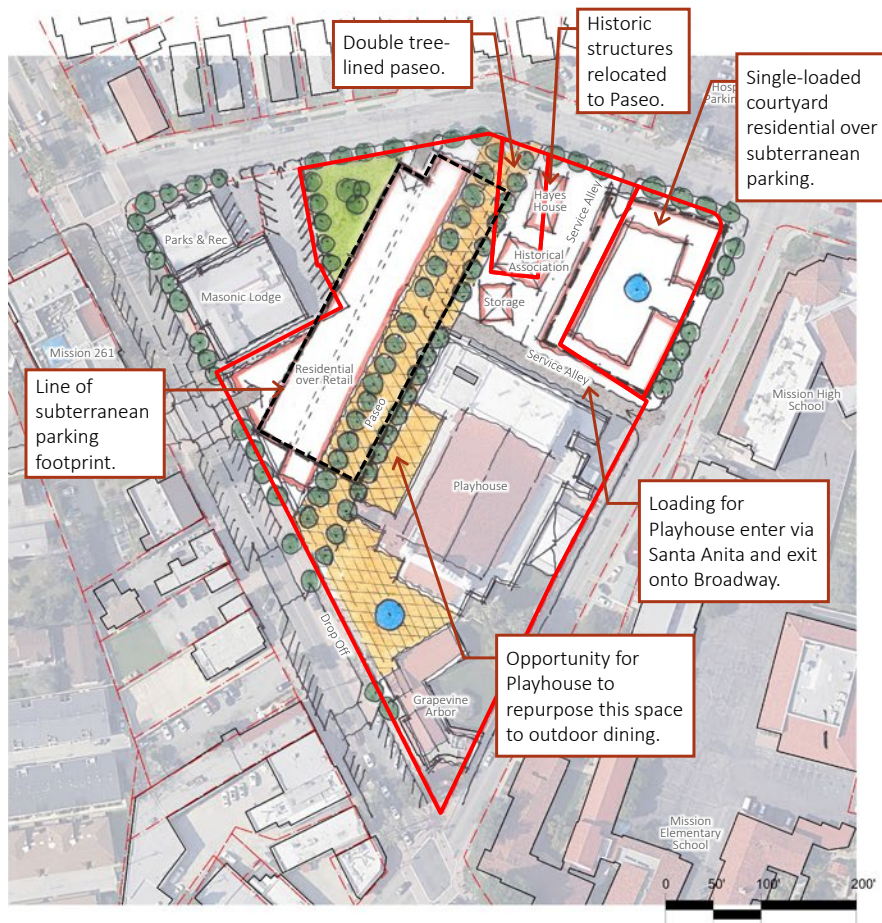 Double tree-
lined paseo.
Historic
structures
relocated
to Paseo.
Single-loaded
courtyard
residential over
subterranean
parking.
Parks & Rec
Hayes
House
Service Alley
Historical
Association
Masonic Lodge
Storage
Mission 261
Residential
over Retail
Service Alley
Mission High
School
Line of
subterranean
parking
footprint.
Paseo
Playhouse
Loading for
Playhouse enter via
Santa Anita and exit
onto Broadway.
Drop Off
Opportunity for
Playhouse to
repurpose this space
to outdoor dining.
Grapevine
Arbor
Mission
Elementary
School
0 50' 100' 200'